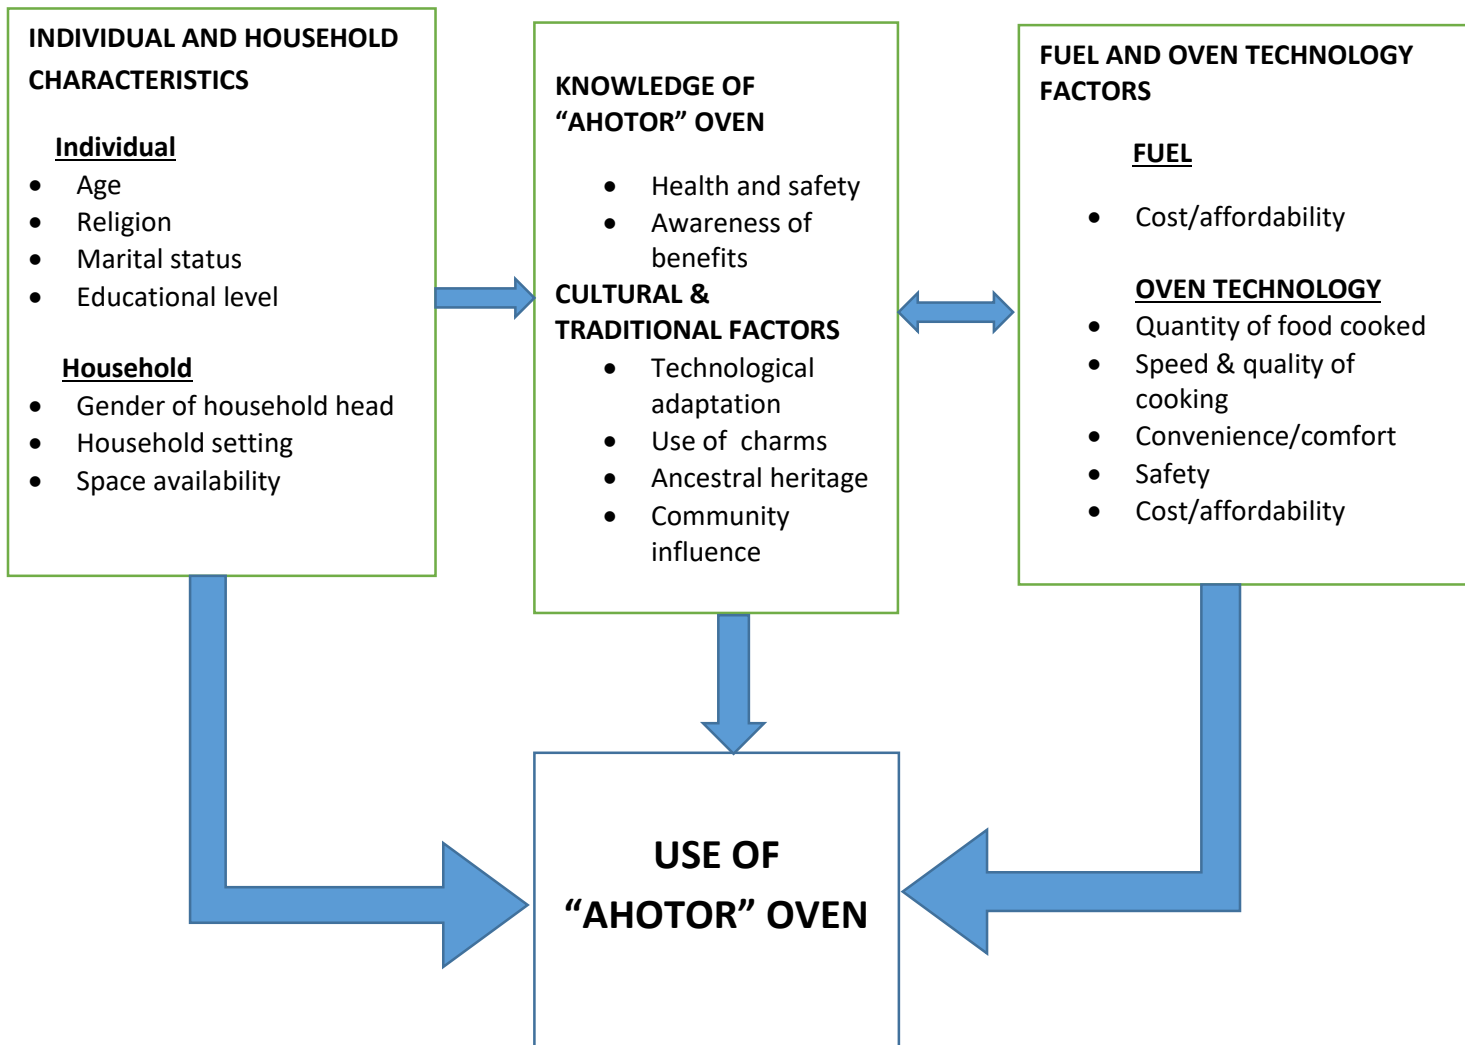 INDIVIDUAL AND HOUSEHOLD
CHARACTERISTICS
Individual
• Age
• Religion
• Marital status
• Educational level
Household
• Gender of household head
• Household setting
• Space availability
KNOWLEDGE OF
“AHOTOR” OVEN
• Health and safety
• Awareness of
benefits
CULTURAL &
TRADITIONAL FACTORS
• Technological
adaptation
• Use of charms
• Ancestral heritage
• Community
influence
FUEL AND OVEN TECHNOLOGY
FACTORS
FUEL
• Cost/affordability
OVEN TECHNOLOGY
• Quantity of food cooked
• Speed & quality of
cooking
• Convenience/comfort
• Safety
• Cost/affordability
USE OF
“AHOTOR” OVEN